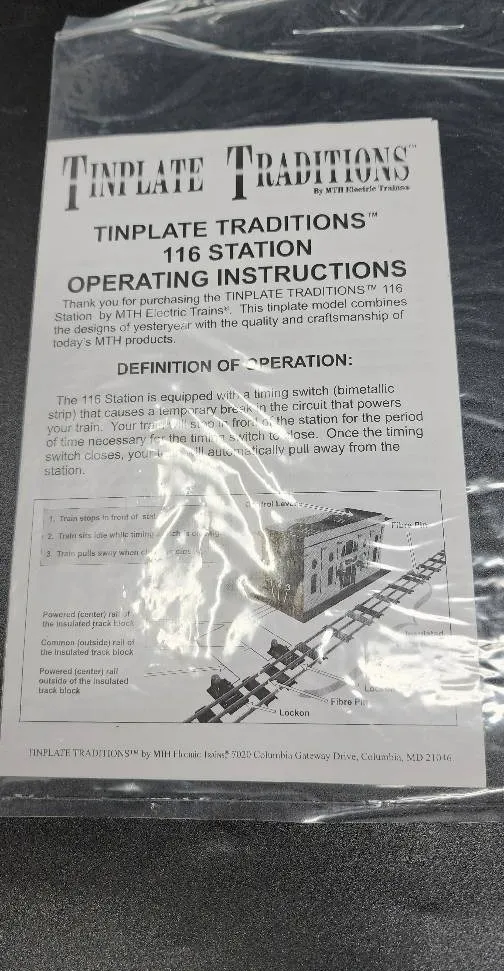 TINPLATE TRADITIONS™
By MTH Electric Trains®
TINPLATE TRADITIONS™
116 STATION
OPERATING INSTRUCTIONS
Thank you for purchasing the TINPLATE TRADITIONS™ 116
Station by MTH Electric Trains®. This tinplate model combines
the designs of yesteryear with the quality and craftsmanship of
today's MTH products.
DEFINITION OF OPERATION:
The 116 Station is equipped with a timing switch (bimetallic
strip) that causes a temporary break in the circuit that powers
your train. Your train will stop in front of the station for the period
of time necessary for the timing switch to close. Once the timing
switch closes, your will automatically pull away from the
station.
Control Lever
1. Train stops in front of
Fibre Pin
2. Train sits idle while timing
3. Train pulls away when
Powered (center) rail of
the insulated track block
Common (outside) rail of
the insulated track block
Insulated
Powered (center) rail
outside of the insulated
track block
Lockon
Fibre Pin
Lockon
TINPLATE TRADITIONS™ by MTH Electric Trains® 7020 Columbia Gateway Drive, Columbia, MD 21046